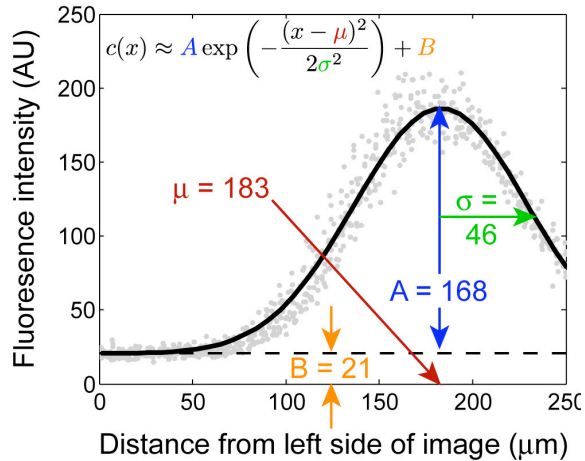 250
200
150
100
50
0
Fluoresence intensity (AU)
c(x) ≈ A exp(-(x - μ)²/2σ²) + B
μ = 183
σ =
46
A = 168
B = 21
0 50 100 150 200 250
Distance from left side of image (μm)